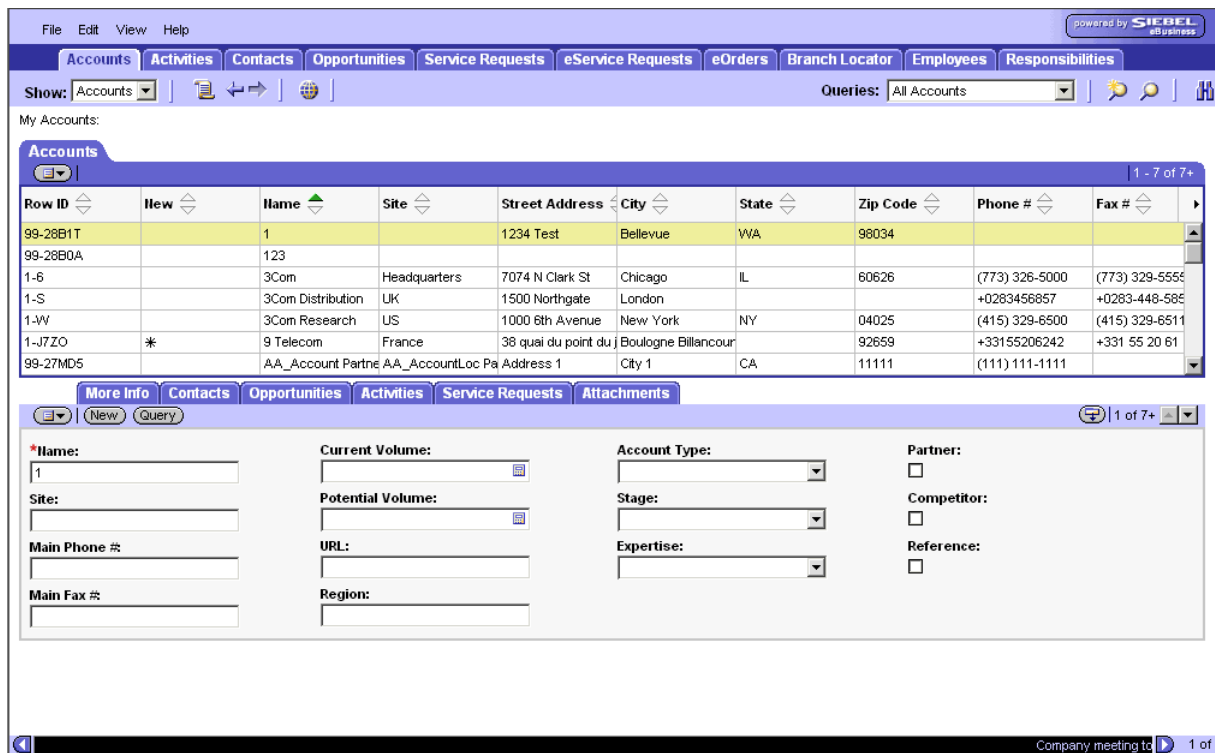 File Edit View Help
powered by SIEBEL eBusiness
Accounts Activities Contacts Opportunities Service Requests eService Requests eOrders Branch Locator Employees Responsibilities
Show: Accounts Queries: All Accounts
My Accounts:
Accounts
1 - 7 of 7+
Row ID New Name Site Street Address City State Zip Code Phone # Fax #
99-28B1T 1 1234 Test Bellevue WA 98034
99-28B0A 123
1-6 3Com Headquarters 7074 N Clark St Chicago IL 60626 (773) 326-5000 (773) 329-5555
1-S 3Com Distribution UK 1500 Northgate London +0283456857 +0283-448-585
1-W 3Com Research US 1000 6th Avenue New York NY 04025 (415) 329-6500 (415) 329-6511
1-J7ZO * 9 Telecom France 38 quai du point du j Boulogne Billancour 92659 +33155206242 +331 55 20 61
99-27MD5 AA_Account Partne AA_AccountLoc Pa Address 1 City 1 CA 11111 (111) 111-1111
More Info Contacts Opportunities Activities Service Requests Attachments
New Query 1 of 7+
*Name: Current Volume: Account Type: Partner:
1
Site: Potential Volume: Stage: Competitor:
Main Phone #: URL: Expertise: Reference:
Main Fax #: Region:
Company meeting to 1 of